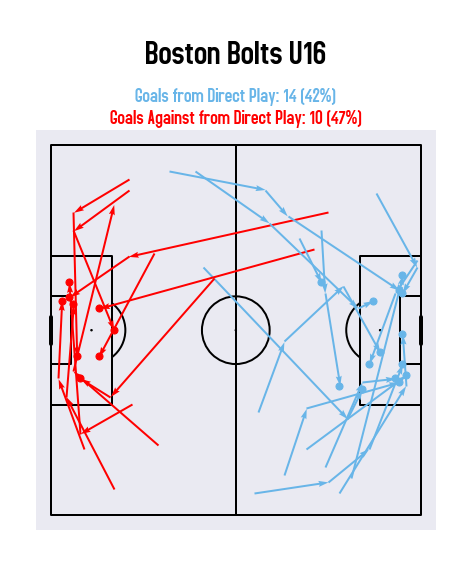 Boston Bolts U16
Goals from Direct Play: 14 (42%)
Goals Against from Direct Play: 10 (47%)